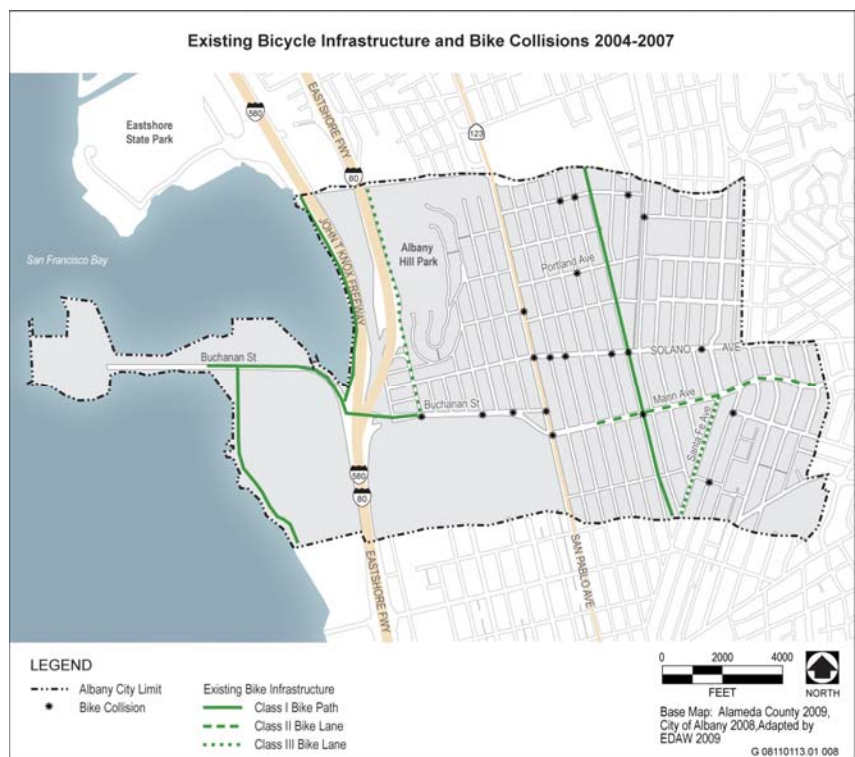 Existing Bicycle Infrastructure and Bike Collisions 2004-2007
Eastshore
State Park
580
EASTSHORE FWY
80
123
JOHN T KNOX FREEWAY
Albany
Hill Park
San Francisco Bay
Portland Ave
Buchanan St
SOLANO AVE
Marin Ave
Buchanan St
Santa Fe Ave
580
80
EASTSHORE FWY
SAN PABLO AVE
LEGEND
Albany City Limit
Bike Collision
Existing Bike Infrastructure
Class I Bike Path
Class II Bike Lane
Class III Bike Lane
0 2000 4000
FEET
NORTH
Base Map: Alameda County 2009,
City of Albany 2008,Adapted by
EDAW 2009
G 08110113.01 008